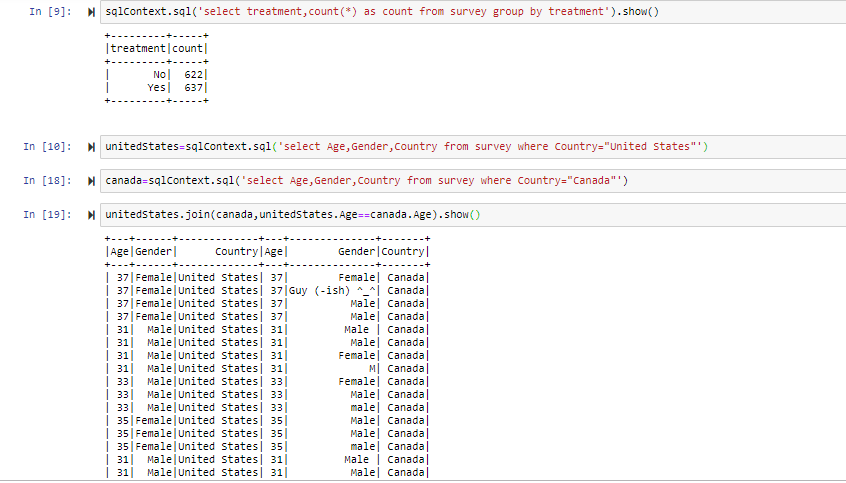 In [9]: sqlContext.sql('select treatment,count(*) as count from survey group by treatment').show()
+---------+-----+
|treatment|count|
+---------+-----+
|       No|  622|
|      Yes|  637|
+---------+-----+
In [10]: unitedStates=sqlContext.sql('select Age,Gender,Country from survey where Country="United States"')
In [18]: canada=sqlContext.sql('select Age,Gender,Country from survey where Country="Canada"')
In [19]: unitedStates.join(canada,unitedStates.Age==canada.Age).show()
+---+------+-------------+---+--------------+-------+
|Age|Gender|      Country|Age|        Gender|Country|
+---+------+-------------+---+--------------+-------+
| 37|Female|United States| 37|        Female| Canada|
| 37|Female|United States| 37|Guy (-ish) ^_^| Canada|
| 37|Female|United States| 37|          Male| Canada|
| 37|Female|United States| 37|          Male| Canada|
| 31|  Male|United States| 31|         Male | Canada|
| 31|  Male|United States| 31|          Male| Canada|
| 31|  Male|United States| 31|        Female| Canada|
| 31|  Male|United States| 31|             M| Canada|
| 33|  Male|United States| 33|        Female| Canada|
| 33|  Male|United States| 33|          Male| Canada|
| 33|  Male|United States| 33|          male| Canada|
| 35|Female|United States| 35|          Male| Canada|
| 35|Female|United States| 35|          Male| Canada|
| 35|Female|United States| 35|          male| Canada|
| 31|  Male|United States| 31|         Male | Canada|
| 31|  Male|United States| 31|          Male| Canada|